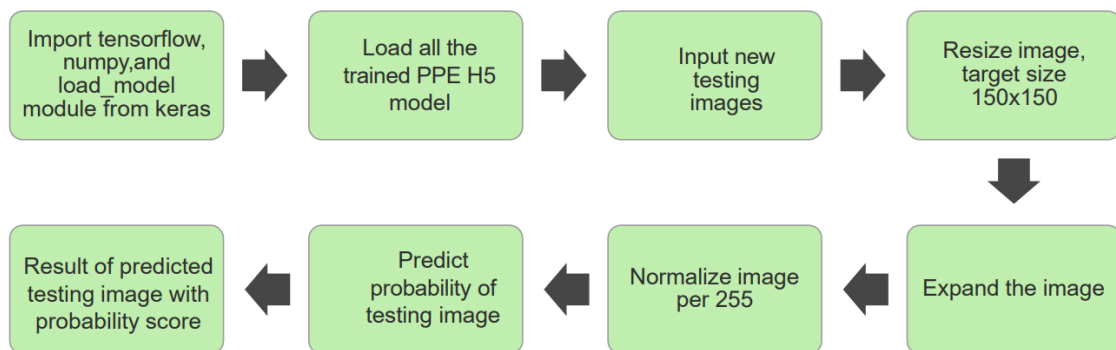 Import tensorflow,
numpy,and
load_model
module from keras
Load all the
trained PPE H5
model
Input new
testing
images
Resize image,
target size
150x150
Expand the image
Normalize image
per 255
Predict
probability of
testing image
Result of predicted
testing image with
probability score